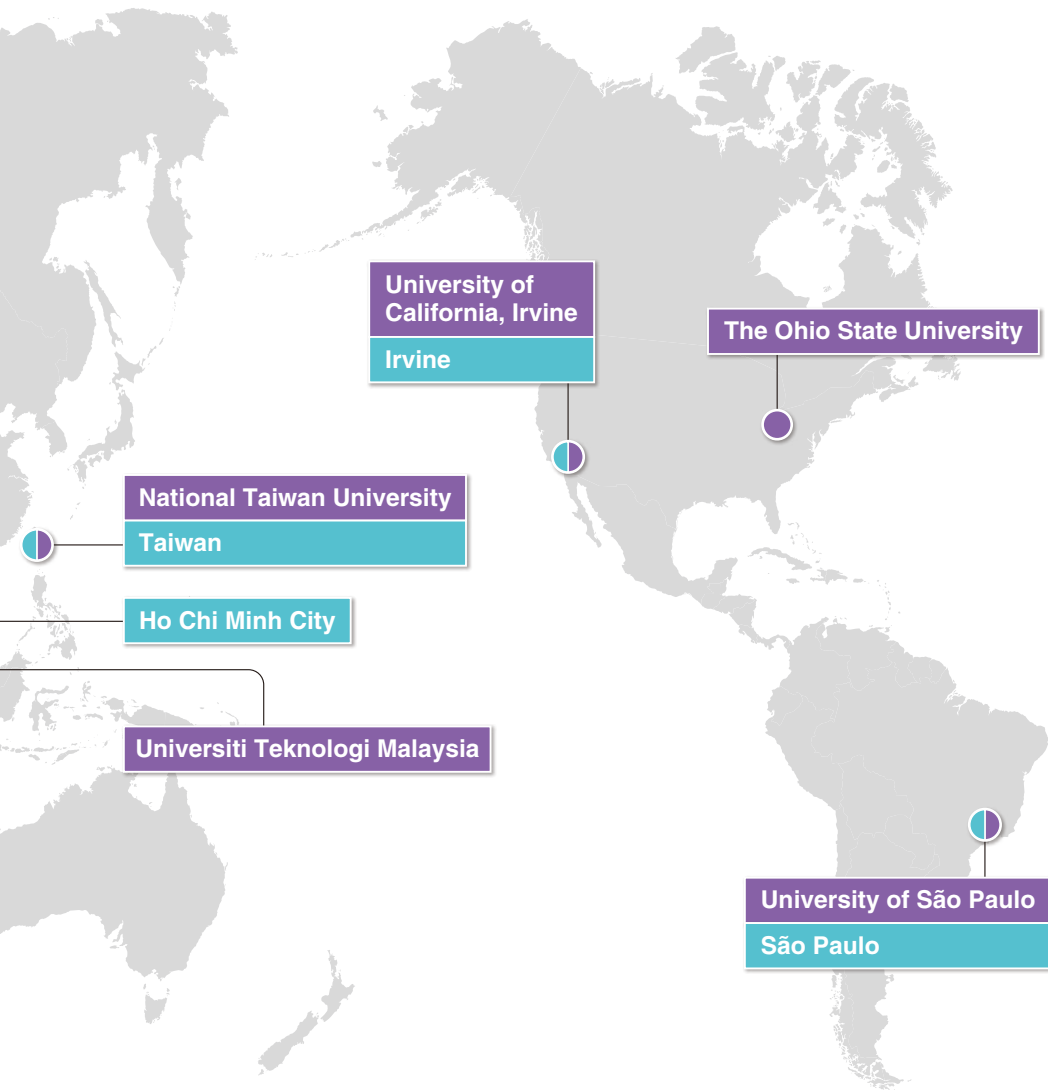 University of
California, Irvine
Irvine
The Ohio State University
National Taiwan University
Taiwan
Ho Chi Minh City
Universiti Teknologi Malaysia
University of São Paulo
São Paulo